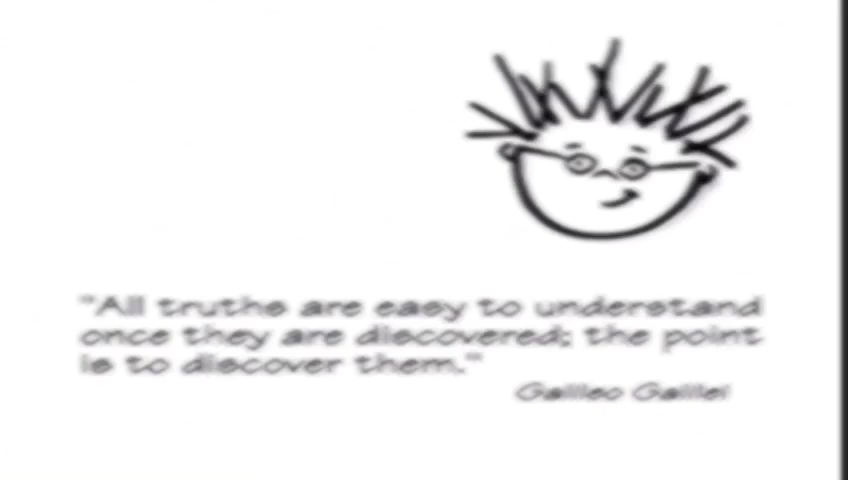 "All truths are easy to understand
once they are discovered; the point
is to discover them."
Galileo Galilei